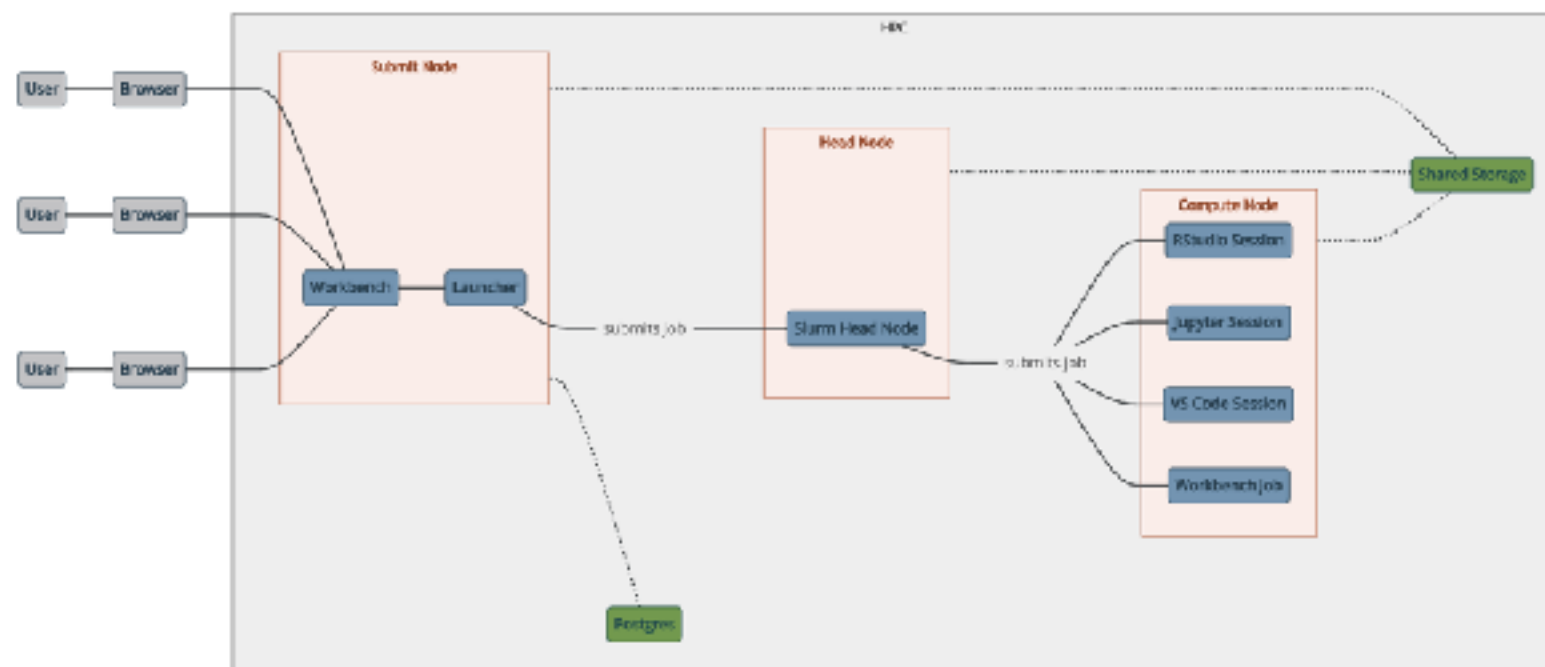 HPC
Submit Node
User
Browser
Head Node
Shared Storage
Compute Node
User
Browser
RStudio Session
Workbench
Launcher
submits job
Slurm Head Node
Jupyter Session
submits job
User
Browser
VS Code Session
Workbench Job
Postgres